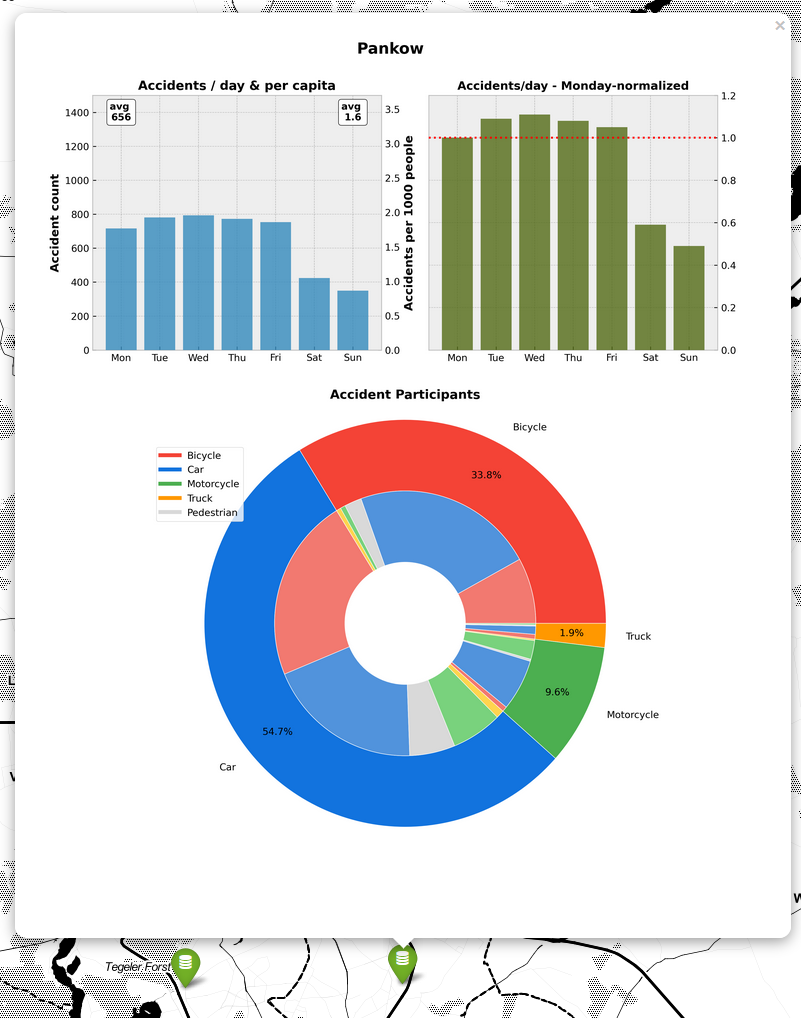 ×
Pankow
Accidents / day & per capita
avg
656
avg
1.6
1400
1200
1000
800
600
400
200
0
Accident count
3.5
3.0
2.5
2.0
1.5
1.0
0.5
0.0
Accidents per 1000 people
Mon Tue Wed Thu Fri Sat Sun
Accidents/day - Monday-normalized
1.2
1.0
0.8
0.6
0.4
0.2
0.0
Mon Tue Wed Thu Fri Sat Sun
Accident Participants
Bicycle
Car
Motorcycle
Truck
Pedestrian
Bicycle
33.8%
1.9%
Truck
9.6%
Motorcycle
54.7%
Car
Tegeler Forst